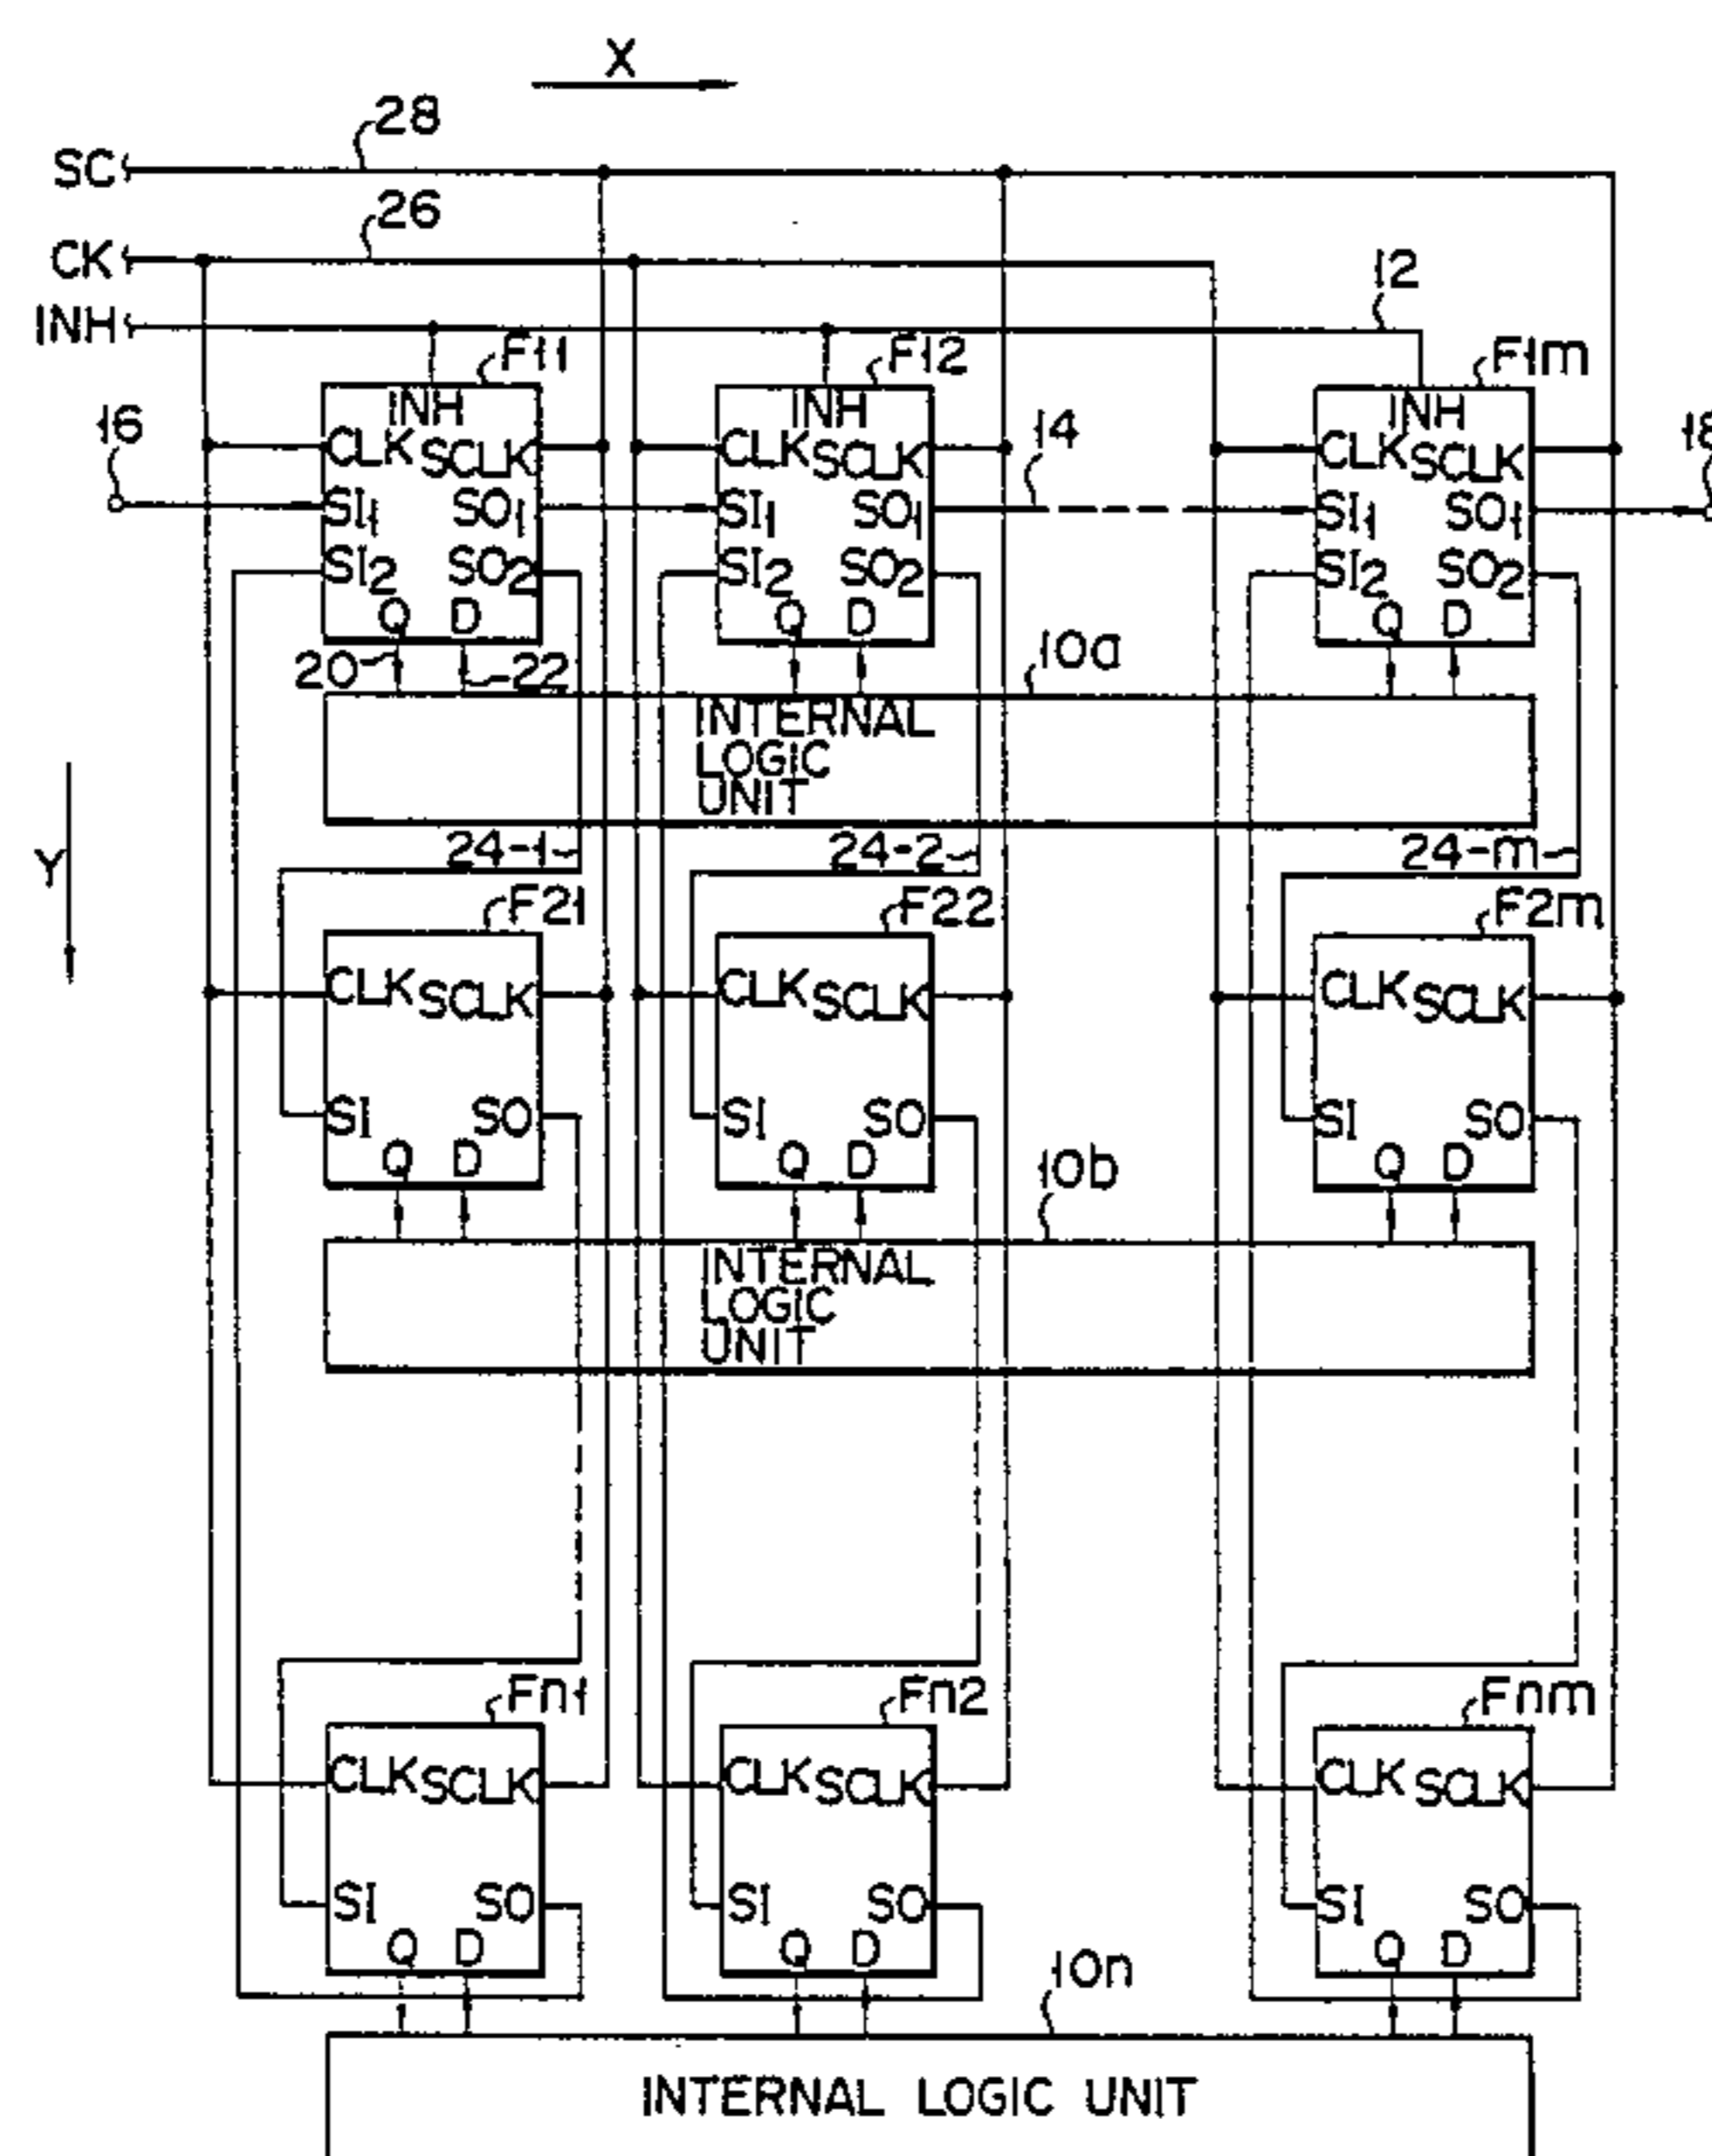 X
28
SC
26
CK
12
INH
F11 F12 F1m
16 INH INH 14 INH 18
CLK SCLK CLK SCLK CLK SCLK
SI1 SO1 SI1 SO1 SI1 SO1
SI2 SO2 SI2 SO2 SI2 SO2
Q D Q D Q D
20 22 10a
INTERNAL
LOGIC
UNIT
Y 24-1 24-2 24-m
F21 F22 F2m
CLK SCLK CLK SCLK CLK SCLK
SI SO SI SO SI SO
Q D Q D Q D
10b
INTERNAL
LOGIC
UNIT
Fn1 Fn2 Fnm
CLK SCLK CLK SCLK CLK SCLK
SI SO SI SO SI SO
Q D Q D Q D
10n
INTERNAL LOGIC UNIT